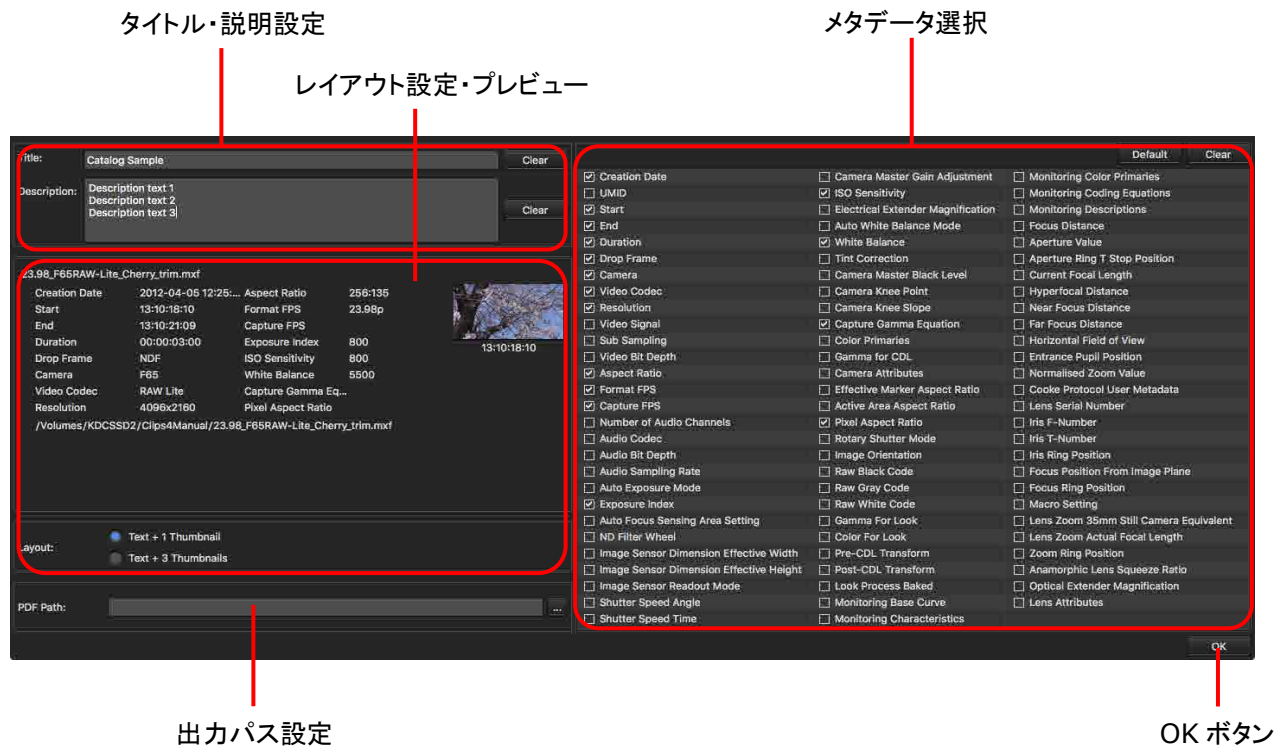 タイトル・説明設定
メタデータ選択
レイアウト設定・プレビュー
Title:
Catalog Sample
Clear
Description:
Description text 1
Description text 2
Description text 3
Clear
23.98_F65RAW-Lite_Cherry_trim.mxf
Creation Date 2012-04-05 12:25:... Aspect Ratio 256:135
Start 13:10:18:10 Format FPS 23.98p
End 13:10:21:09 Capture FPS
Duration 00:00:03:00 Exposure Index 800
Drop Frame NDF ISO Sensitivity 800
Camera F65 White Balance 5500
Video Codec RAW Lite Capture Gamma Eq...
Resolution 4096x2160 Pixel Aspect Ratio
13:10:18:10
/Volumes/KDCSSD2/Clips4Manual/23.98_F65RAW-Lite_Cherry_trim.mxf
Layout:
Text + 1 Thumbnail
Text + 3 Thumbnails
PDF Path:
...
Default Clear
Creation Date
UMID
Start
End
Duration
Drop Frame
Camera
Video Codec
Resolution
Video Signal
Sub Sampling
Video Bit Depth
Aspect Ratio
Format FPS
Capture FPS
Number of Audio Channels
Audio Codec
Audio Bit Depth
Audio Sampling Rate
Auto Exposure Mode
Exposure Index
Auto Focus Sensing Area Setting
ND Filter Wheel
Image Sensor Dimension Effective Width
Image Sensor Dimension Effective Height
Image Sensor Readout Mode
Shutter Speed Angle
Shutter Speed Time
Camera Master Gain Adjustment
ISO Sensitivity
Electrical Extender Magnification
Auto White Balance Mode
White Balance
Tint Correction
Camera Master Black Level
Camera Knee Point
Camera Knee Slope
Capture Gamma Equation
Color Primaries
Gamma for CDL
Camera Attributes
Effective Marker Aspect Ratio
Active Area Aspect Ratio
Pixel Aspect Ratio
Rotary Shutter Mode
Image Orientation
Raw Black Code
Raw Gray Code
Raw White Code
Gamma For Look
Color For Look
Pre-CDL Transform
Post-CDL Transform
Look Process Baked
Monitoring Base Curve
Monitoring Characteristics
Monitoring Color Primaries
Monitoring Coding Equations
Monitoring Descriptions
Focus Distance
Aperture Value
Aperture Ring T Stop Position
Current Focal Length
Hyperfocal Distance
Near Focus Distance
Far Focus Distance
Horizontal Field of View
Entrance Pupil Position
Normalised Zoom Value
Cooke Protocol User Metadata
Lens Serial Number
Iris F-Number
Iris T-Number
Iris Ring Position
Focus Position From Image Plane
Focus Ring Position
Macro Setting
Lens Zoom 35mm Still Camera Equivalent
Lens Zoom Actual Focal Length
Zoom Ring Position
Anamorphic Lens Squeeze Ratio
Optical Extender Magnification
Lens Attributes
OK
出力パス設定
OK ボタン